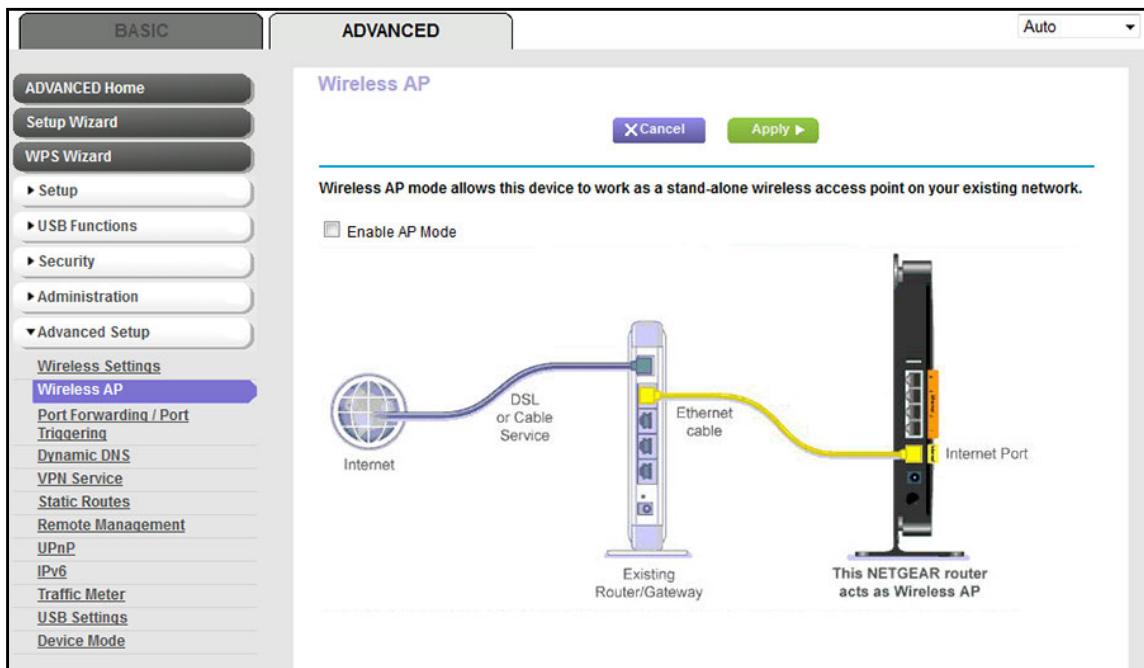 BASIC
ADVANCED
Auto
ADVANCED Home
Setup Wizard
WPS Wizard
Setup
USB Functions
Security
Administration
Advanced Setup
Wireless Settings
Wireless AP
Port Forwarding / Port
Triggering
Dynamic DNS
VPN Service
Static Routes
Remote Management
UPnP
IPv6
Traffic Meter
USB Settings
Device Mode
Wireless AP
Cancel
Apply
Wireless AP mode allows this device to work as a stand-alone wireless access point on your existing network.
Enable AP Mode
Internet
DSL
or Cable
Service
Ethernet
cable
Internet Port
Existing
Router/Gateway
This NETGEAR router
acts as Wireless AP